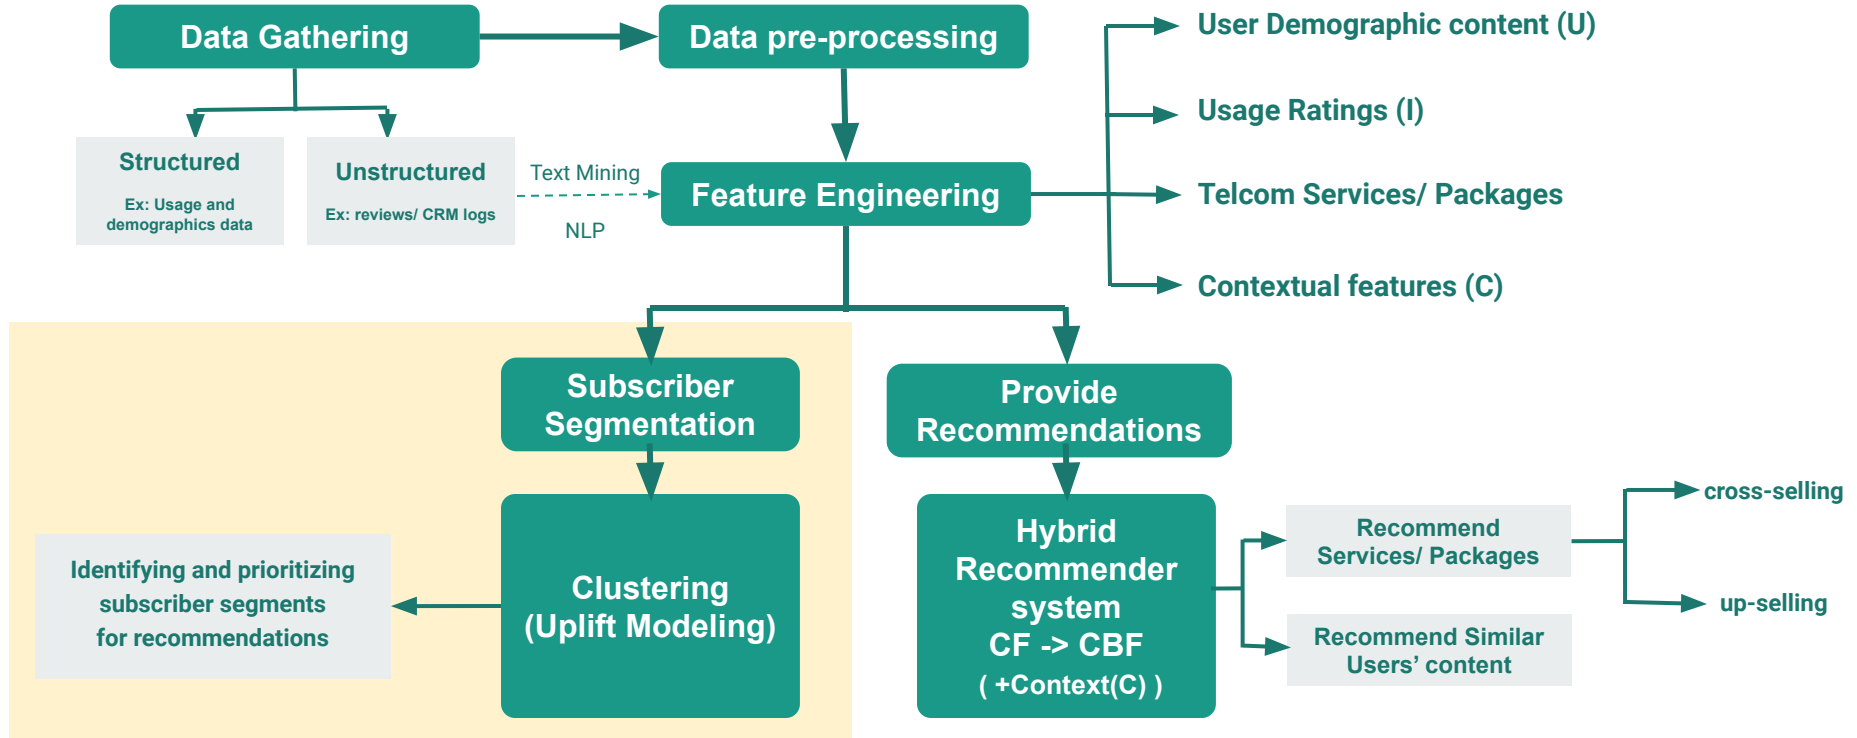 Data Gathering
Data pre-processing
User Demographic content (U)
Usage Ratings (I)
Structured
Ex: Usage and
demographics data
Unstructured
Ex: reviews/ CRM logs
Text Mining
NLP
Feature Engineering
Telcom Services/ Packages
Contextual features (C)
Subscriber
Segmentation
Provide
Recommendations
Identifying and prioritizing
subscriber segments
for recommendations
Clustering
(Uplift Modeling)
Hybrid
Recommender
system
CF -> CBF
( +Context(C) )
Recommend
Services/ Packages
cross-selling
up-selling
Recommend Similar
Users’ content